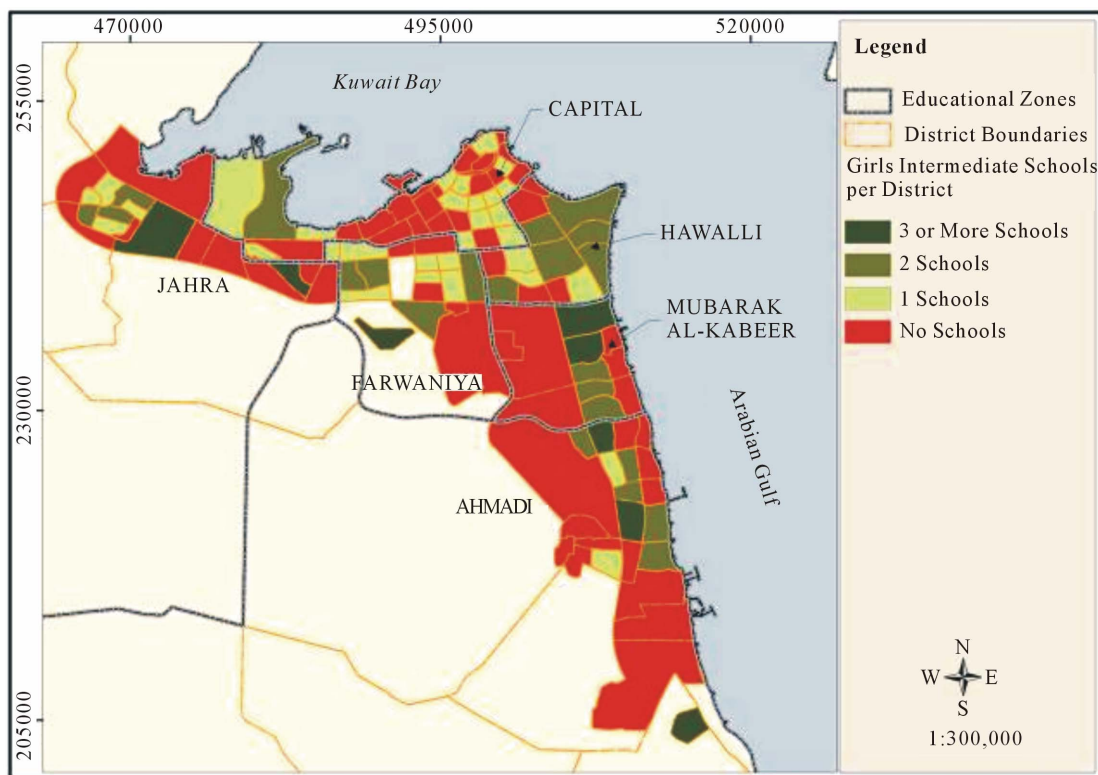 470000
495000
520000
255000
230000
205000
Kuwait Bay
CAPITAL
HAWALLI
JAHRA
MUBARAK
AL-KABEER
FARWANIYA
Arabian Gulf
AHMADI
Legend
Educational Zones
District Boundaries
Girls Intermediate Schools
per District
3 or More Schools
2 Schools
1 Schools
No Schools
N
W E
S
1:300,000